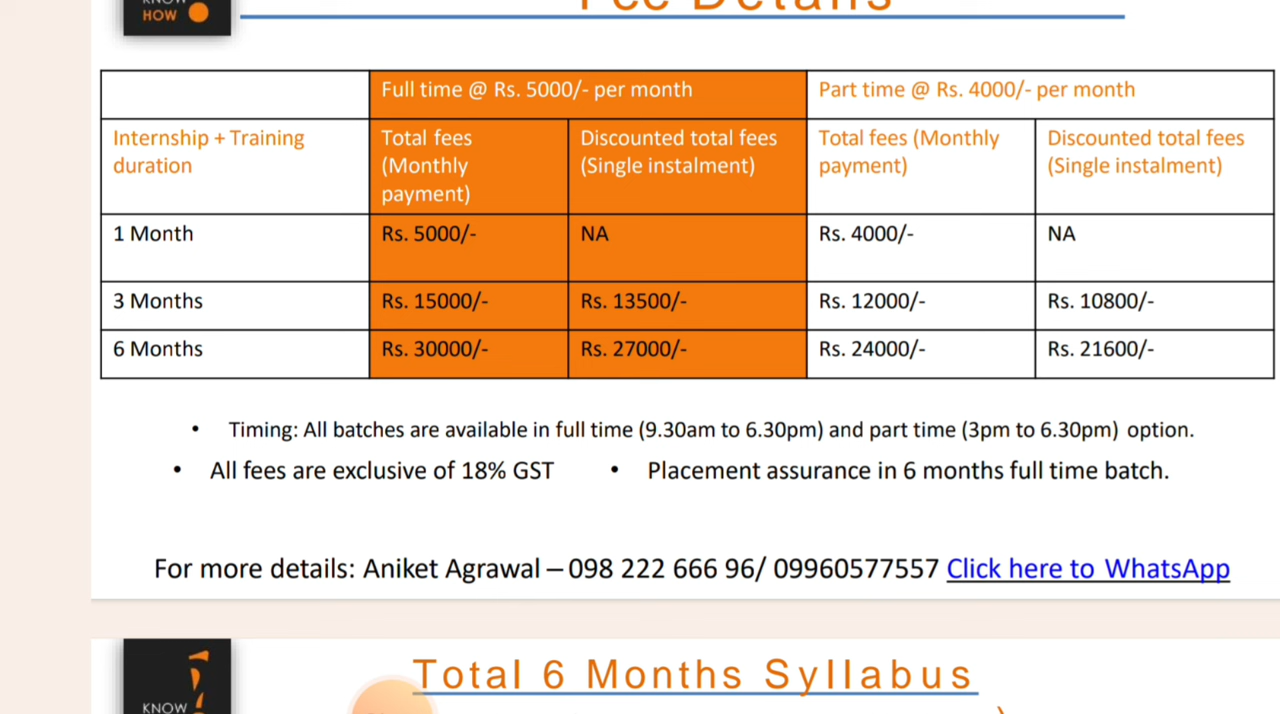 KNOW
HOW
Fee Details
Full time @ Rs. 5000/- per month
Part time @ Rs. 4000/- per month
Internship + Training duration
Total fees (Monthly payment)
Discounted total fees (Single instalment)
Total fees (Monthly payment)
Discounted total fees (Single instalment)
1 Month Rs. 5000/- NA Rs. 4000/- NA
3 Months Rs. 15000/- Rs. 13500/- Rs. 12000/- Rs. 10800/-
6 Months Rs. 30000/- Rs. 27000/- Rs. 24000/- Rs. 21600/-
• Timing: All batches are available in full time (9.30am to 6.30pm) and part time (3pm to 6.30pm) option.
• All fees are exclusive of 18% GST • Placement assurance in 6 months full time batch.
For more details: Aniket Agrawal – 098 222 666 96/ 09960577557 Click here to WhatsApp
Total 6 Months Syllabus
KNOW